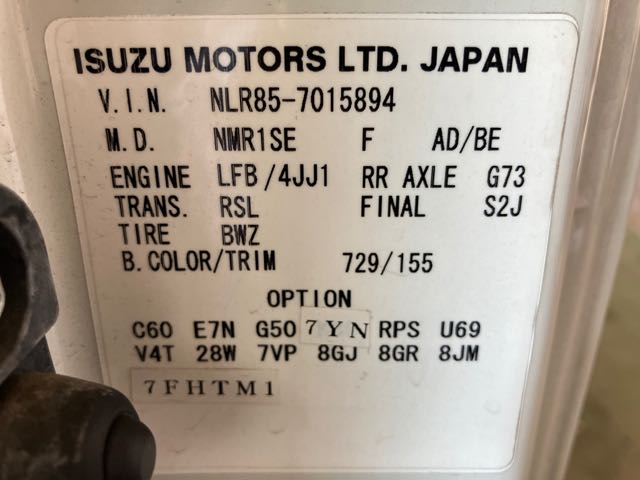 ISUZU MOTORS LTD. JAPAN
V.I.N. NLR85-7015894
M.D. NMR1SE F AD/BE
ENGINE LFB/4JJ1 RR AXLE G73
TRANS. RSL FINAL S2J
TIRE BWZ
B.COLOR/TRIM 729/155
OPTION
C60 E7N G50 7YN RPS U69
V4T 28W 7VP 8GJ 8GR 8JM
7FHTM1